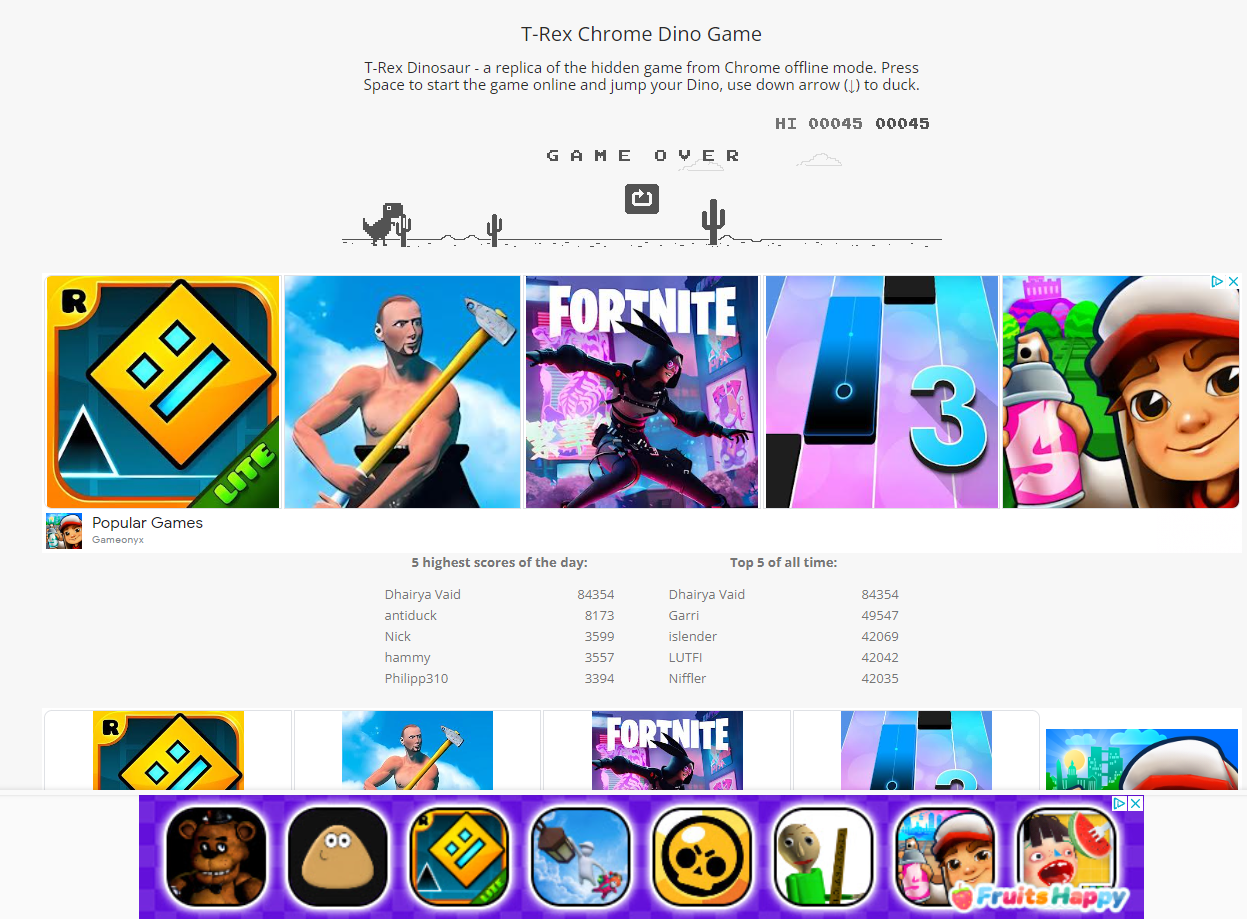 T-Rex Chrome Dino Game
T-Rex Dinosaur - a replica of the hidden game from Chrome offline mode. Press
Space to start the game online and jump your Dino, use down arrow (↓) to duck.
HI 00045 00045
GAME OVER
R
LITE
FORTNITE
3
Popular Games
Gameonyx
5 highest scores of the day:
Dhairya Vaid 84354
antiduck 8173
Nick 3599
hammy 3557
Philipp310 3394
Top 5 of all time:
Dhairya Vaid 84354
Garri 49547
islender 42069
LUTFI 42042
Niffler 42035
R
FORTNITE
3
R
LITE
FruitsHappy